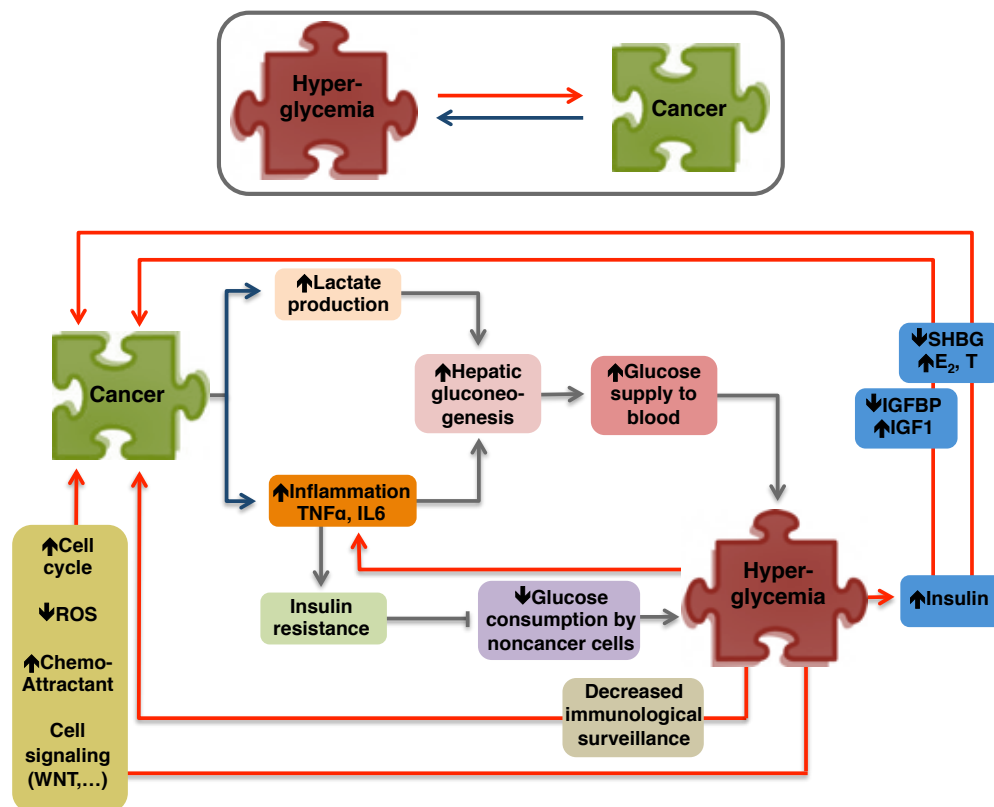 Hyper-
glycemia
Cancer
↑Lactate
production
↓SHBG
↑E₂, T
Cancer
↑Hepatic
gluconeo-
genesis
↑Glucose
supply to
blood
↓IGFBP
↑IGF1
↑Inflammation
TNFα, IL6
↑Cell
cycle
↓ROS
↑Chemo-
Attractant
Cell
signaling
(WNT,…)
Insulin
resistance
↓Glucose
consumption by
noncancer cells
Hyper-
glycemia
↑Insulin
Decreased
immunological
surveillance